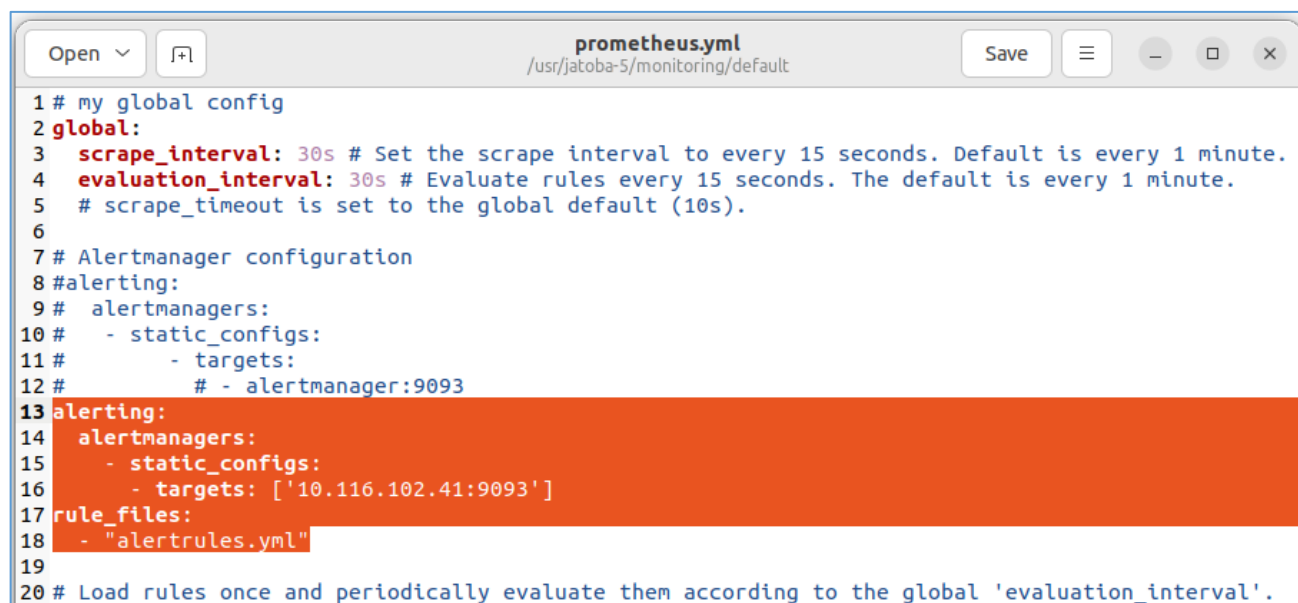 Open
prometheus.yml
/usr/jatoba-5/monitoring/default
Save
1 # my global config
2 global:
3   scrape_interval: 30s # Set the scrape interval to every 15 seconds. Default is every 1 minute.
4   evaluation_interval: 30s # Evaluate rules every 15 seconds. The default is every 1 minute.
5   # scrape_timeout is set to the global default (10s).
6
7 # Alertmanager configuration
8 #alerting:
9 #  alertmanagers:
10 #   - static_configs:
11 #        - targets:
12 #          # - alertmanager:9093
13 alerting:
14   alertmanagers:
15     - static_configs:
16       - targets: ['10.116.102.41:9093']
17 rule_files:
18   - "alertrules.yml"
19
20 # Load rules once and periodically evaluate them according to the global 'evaluation_interval'.